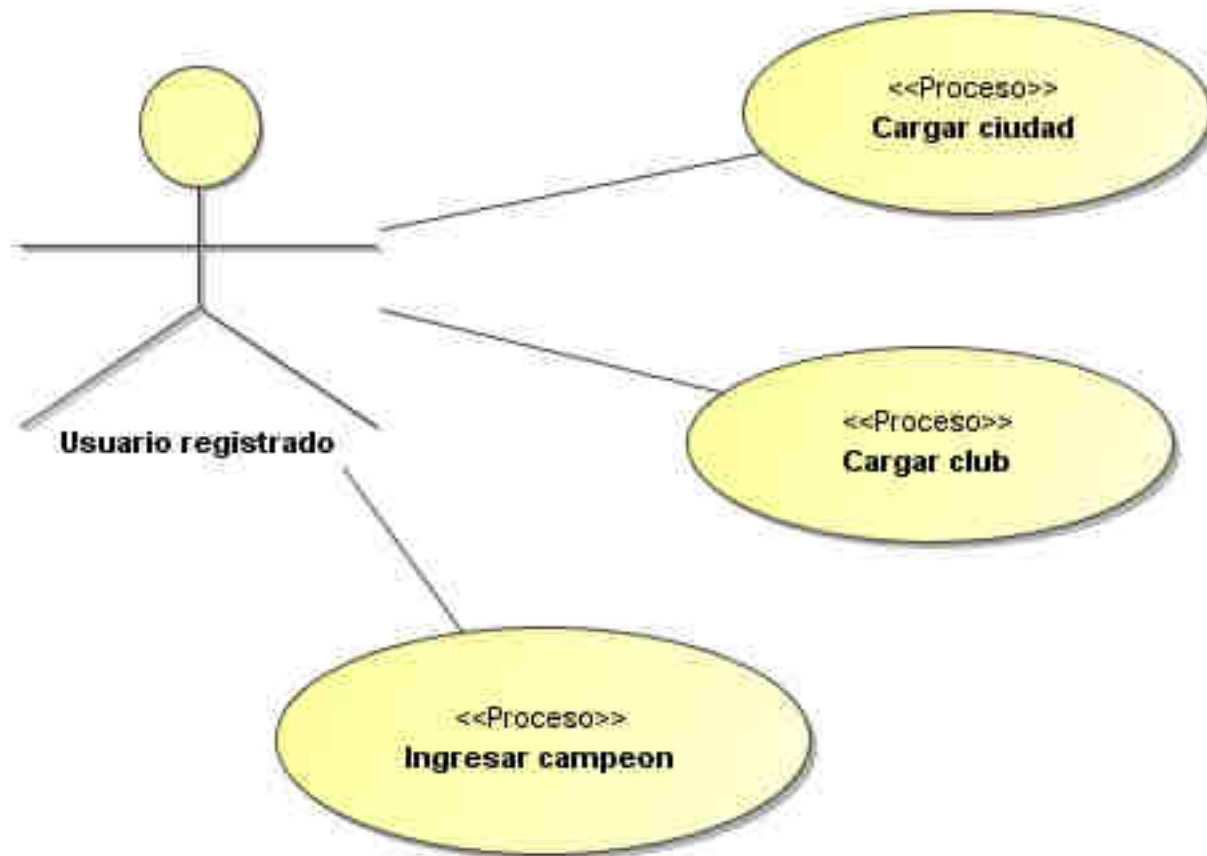 <<Proceso>>
Cargar ciudad
<<Proceso>>
Cargar club
Usuario registrado
<<Proceso>>
Ingresar campeon